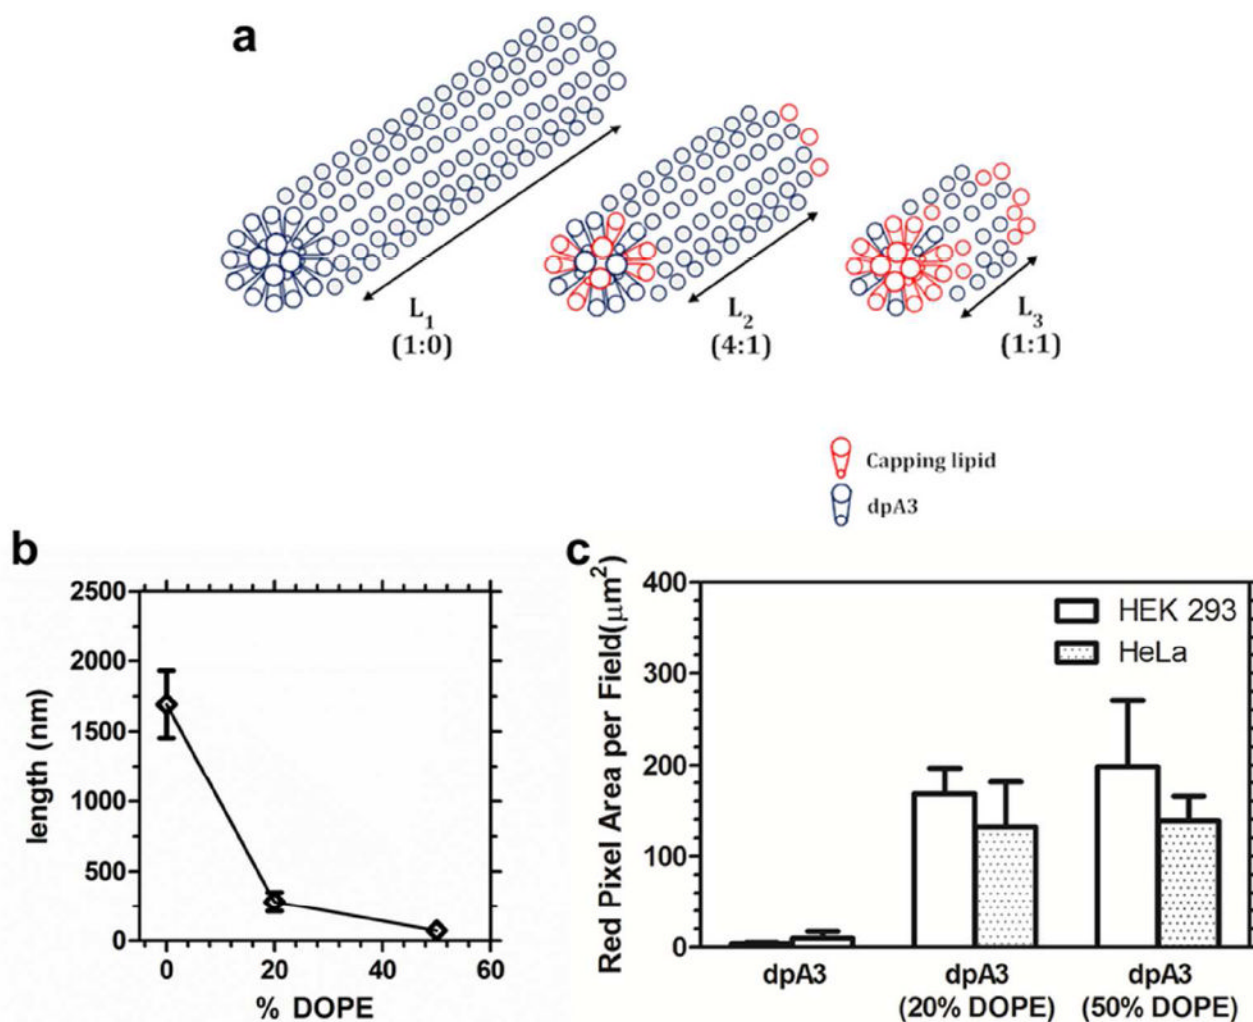 a
L1
(1:0)
L2
(4:1)
L3
(1:1)
Capping lipid
dpA3
b
2500
2000
1500
1000
500
0
length (nm)
0 20 40 60
% DOPE
c
Red Pixel Area per Field(μm²)
400
300
200
100
0
HEK 293
HeLa
dpA3
dpA3
(20% DOPE)
dpA3
(50% DOPE)